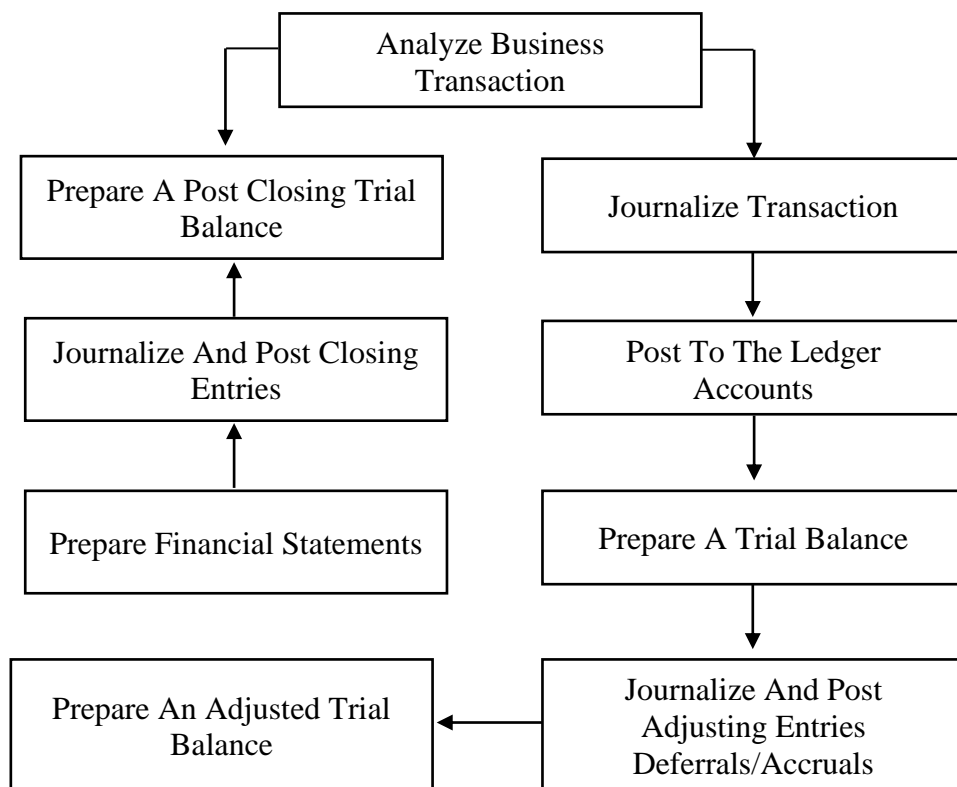 Analyze Business
Transaction
Prepare A Post Closing Trial
Balance
Journalize Transaction
Journalize And Post Closing
Entries
Post To The Ledger
Accounts
Prepare Financial Statements
Prepare A Trial Balance
Prepare An Adjusted Trial
Balance
Journalize And Post
Adjusting Entries
Deferrals/Accruals